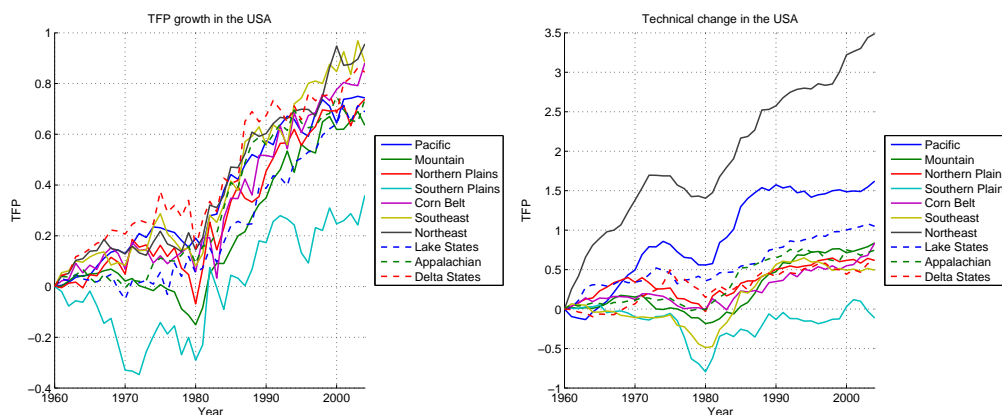 TFP growth in the USA
1
0.8
0.6
0.4
0.2
0
−0.2
−0.4
TFP
1960
1970
1980
1990
2000
Year
Pacific
Mountain
Northern Plains
Southern Plains
Corn Belt
Southeast
Northeast
Lake States
Appalachian
Delta States
Technical change in the USA
3.5
3
2.5
2
1.5
1
0.5
0
−0.5
−1
TFP
1960
1970
1980
1990
2000
Year
Pacific
Mountain
Northern Plains
Southern Plain
Corn Belt
Southeast
Northeast
Lake States
Appalachian
Delta States